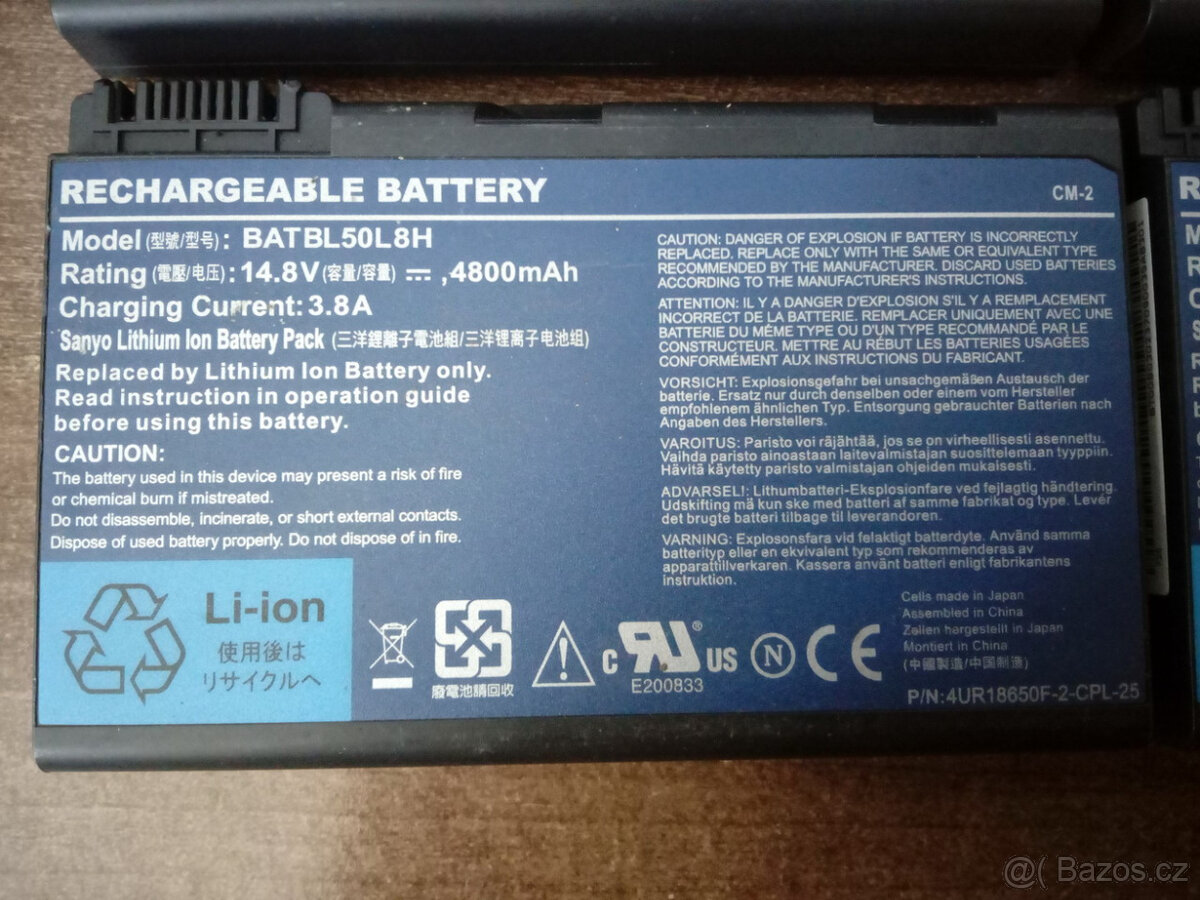 RECHARGEABLE BATTERY
CM-2
Model(型號/型号): BATBL50L8H
Rating(電壓/电压):14.8V(容量/容量) ⎓ ,4800mAh
Charging Current:3.8A
Sanyo Lithium Ion Battery Pack (三洋鋰離子電池組/三洋锂离子电池组)
Replaced by Lithium Ion Battery only.
Read instruction in operation guide
before using this battery.
CAUTION:
The battery used in this device may present a risk of fire
or chemical burn if mistreated.
Do not disassemble, incinerate, or short external contacts.
Dispose of used battery properly. Do not dispose of in fire.
CAUTION: DANGER OF EXPLOSION IF BATTERY IS INCORRECTLY
REPLACED. REPLACE ONLY WITH THE SAME OR EQUIVALENT TYPE
RECOMMENDED BY THE MANUFACTURER. DISCARD USED BATTERIES
ACCORDING TO THE MANUFACTURER'S INSTRUCTIONS.
ATTENTION: IL Y A DANGER D'EXPLOSION S'IL Y A REMPLACEMENT
INCORRECT DE LA BATTERIE. REMPLACER UNIQUEMENT AVEC UNE
BATTERIE DU MÉME TYPE OU D'UN TYPE RECOMMANDÉ PAR LE
CONSTRUCTEUR. METTRE AU RÉBUT LES BATTERIES USAGÉES
CONFORMÉMENT AUX INSTRUCTIONS DU FABRICANT.
VORSICHT: Explosionsgefahr bei unsachgemäßen Austausch der
batterie. Ersatz nur durch denselben oder einem vom Hersteller
empfohlenem ähnlichen Typ. Entsorgung gebrauchter Batterien nach
Angaben des Herstellers.
VAROITUS: Paristo voi räjähtää, jos se on virheellisesti asennettu.
Vaihda paristo ainoastaan laitevalmistajan suosittelemaan tyyppiin.
Hävitä käytetty paristo valmistajan ohjeiden mukaisesti.
ADVARSEL!: Lithumbatteri-Eksplosionfare ved fejlagtig håndtering.
Udskifting må kun ske med batteri af samme fabrikat og type. Levér
det brugte batteri tilbage til leverandoren.
VARNING: Explosonsfara vid felaktigt batterdyte. Använd samma
batterityp eller en ekvivalent typ som rekommenderas av
apparattillverkaren. Kassera använt batteri enligt fabrikantens
instruktion.
Li-ion
使用後は
リサイクルへ
廢電池請回收
C RU® US
E200833
N
CE
Cells made in Japan
Assembled in China
Zellen hergestellt in Japan
Montiert in China
(中國製造/中国制造)
P/N:4UR18650F-2-CPL-25
@( Bazos.cz